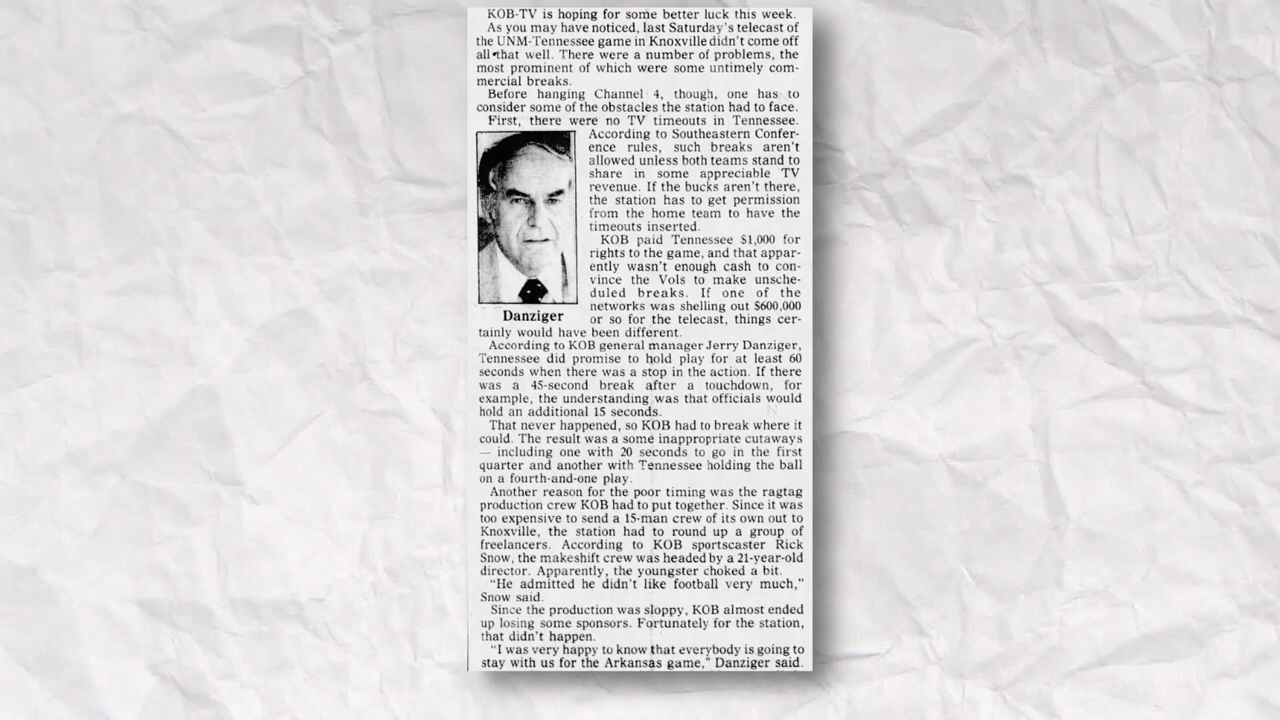 KOB-TV is hoping for some better luck this week.
As you may have noticed, last Saturday's telecast of
the UNM-Tennessee game in Knoxville didn't come off
all that well. There were a number of problems, the
most prominent of which were some untimely com-
mercial breaks.
Before hanging Channel 4, though, one has to
consider some of the obstacles the station had to face.
First, there were no TV timeouts in Tennessee.
According to Southeastern Confer-
ence rules, such breaks aren't
allowed unless both teams stand to
share in some appreciable TV
revenue. If the bucks aren't there,
the station has to get permission
from the home team to have the
timeouts inserted.
KOB paid Tennessee $1,000 for
rights to the game, and that appar-
ently wasn't enough cash to con-
vince the Vols to make unsche-
duled breaks. If one of the
networks was shelling out $600,000
Danziger
or so for the telecast, things cer-
tainly would have been different.
According to KOB general manager Jerry Danziger,
Tennessee did promise to hold play for at least 60
seconds when there was a stop in the action. If there
was a 45-second break after a touchdown, for
example, the understanding was that officials would
hold an additional 15 seconds.
That never happened, so KOB had to break where it
could. The result was a some inappropriate cutaways
— including one with 20 seconds to go in the first
quarter and another with Tennessee holding the ball
on a fourth-and-one play.
Another reason for the poor timing was the ragtag
production crew KOB had to put together. Since it was
too expensive to send a 15-man crew of its own out to
Knoxville, the station had to round up a group of
freelancers. According to KOB sportscaster Rick
Snow, the makeshift crew was headed by a 21-year-old
director. Apparently, the youngster choked a bit.
"He admitted he didn't like football very much,"
Snow said.
Since the production was sloppy, KOB almost ended
up losing some sponsors. Fortunately for the station,
that didn't happen.
"I was very happy to know that everybody is going to
stay with us for the Arkansas game," Danziger said.